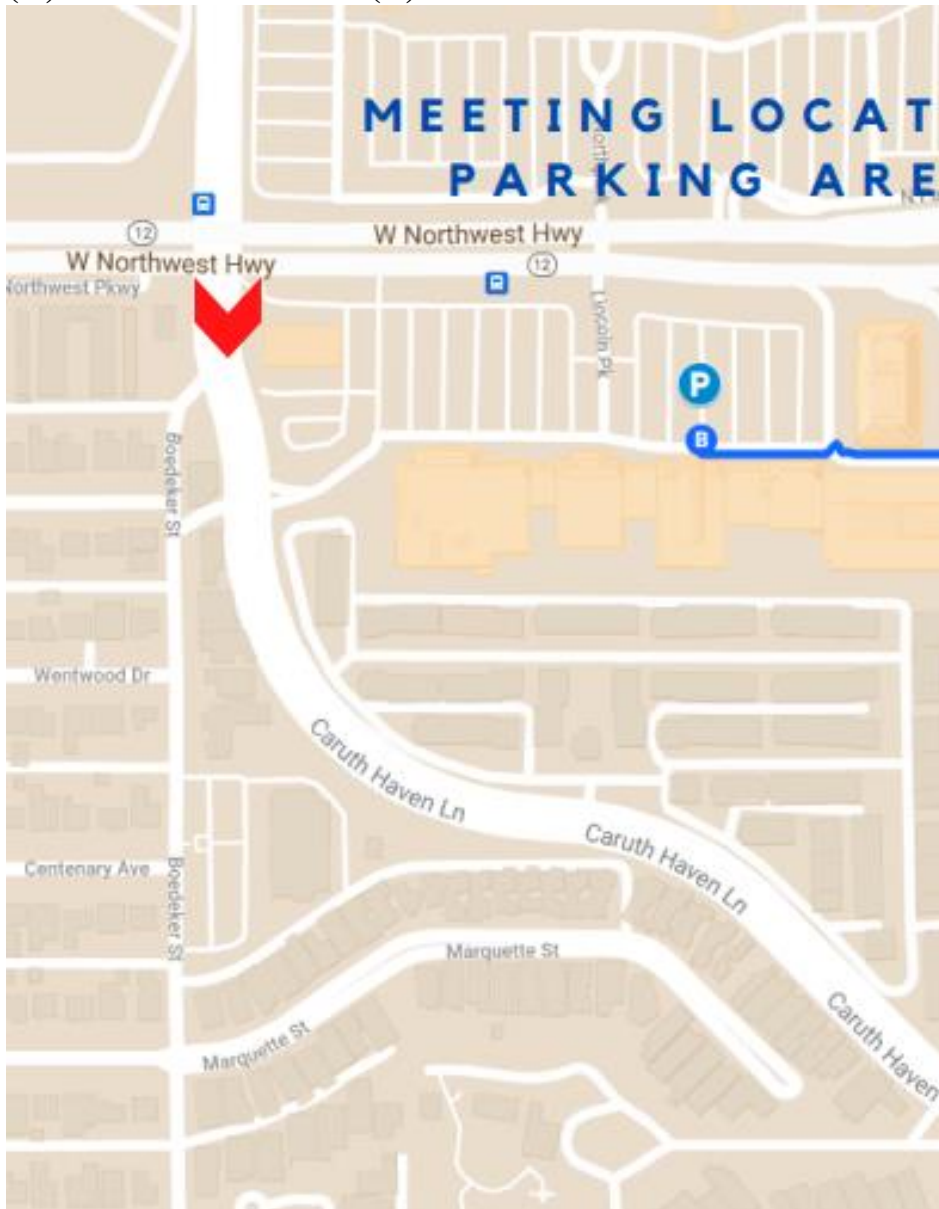 MEETING LOCAT
PARKING ARE
12
W Northwest Hwy
W Northwest Hwy
12
Northwest Pkwy
Lincoln Pk
P
B
Boedeker St
Wentwood Dr
Caruth Haven Ln
Caruth Haven Ln
Centenary Ave
Boedeker St
Marquette St
Caruth Haven
Marquette St